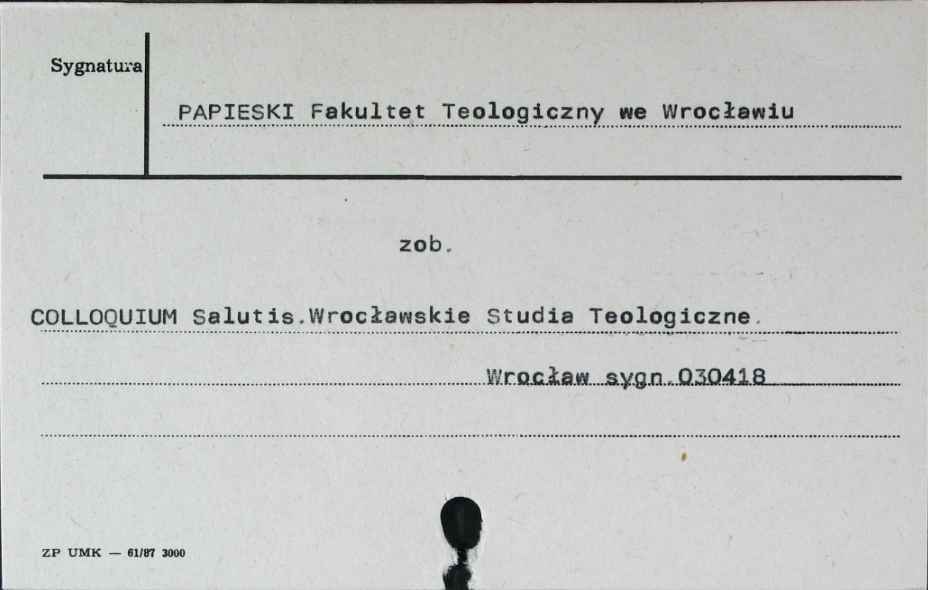 Sygnatura
PAPIESKI Fakultet Teologiczny we Wrocławiu
zob.
COLLOQUIUM Salutis.Wrocławskie Studia Teologiczne.
Wrocław sygn.030418
ZP UMK — 61/87 3000